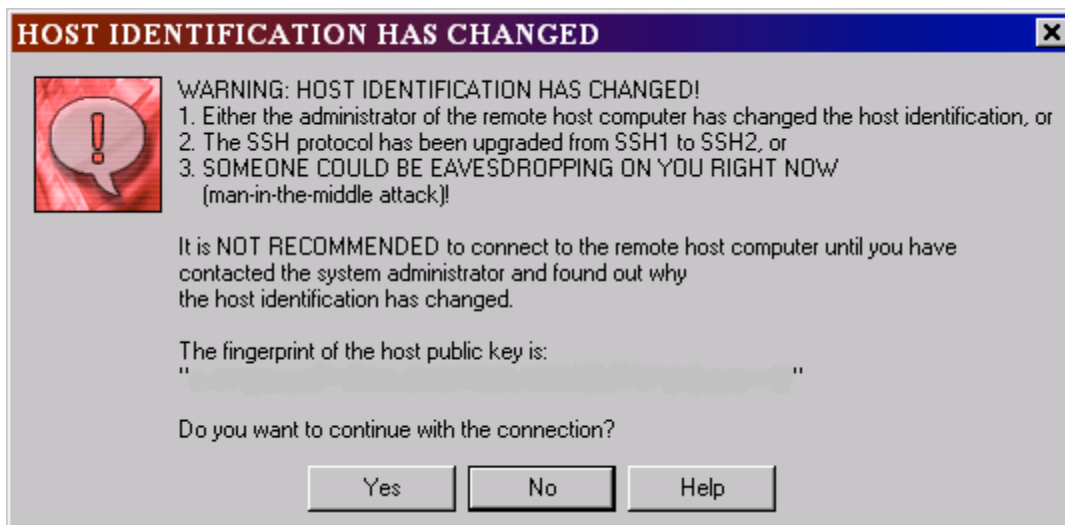 HOST IDENTIFICATION HAS CHANGED
WARNING: HOST IDENTIFICATION HAS CHANGED!
1. Either the administrator of the remote host computer has changed the host identification, or
2. The SSH protocol has been upgraded from SSH1 to SSH2, or
3. SOMEONE COULD BE EAVESDROPPING ON YOU RIGHT NOW
(man-in-the-middle attack)!
It is NOT RECOMMENDED to connect to the remote host computer until you have
contacted the system administrator and found out why
the host identification has changed.
The fingerprint of the host public key is:
" "
Do you want to continue with the connection?
Yes No Help